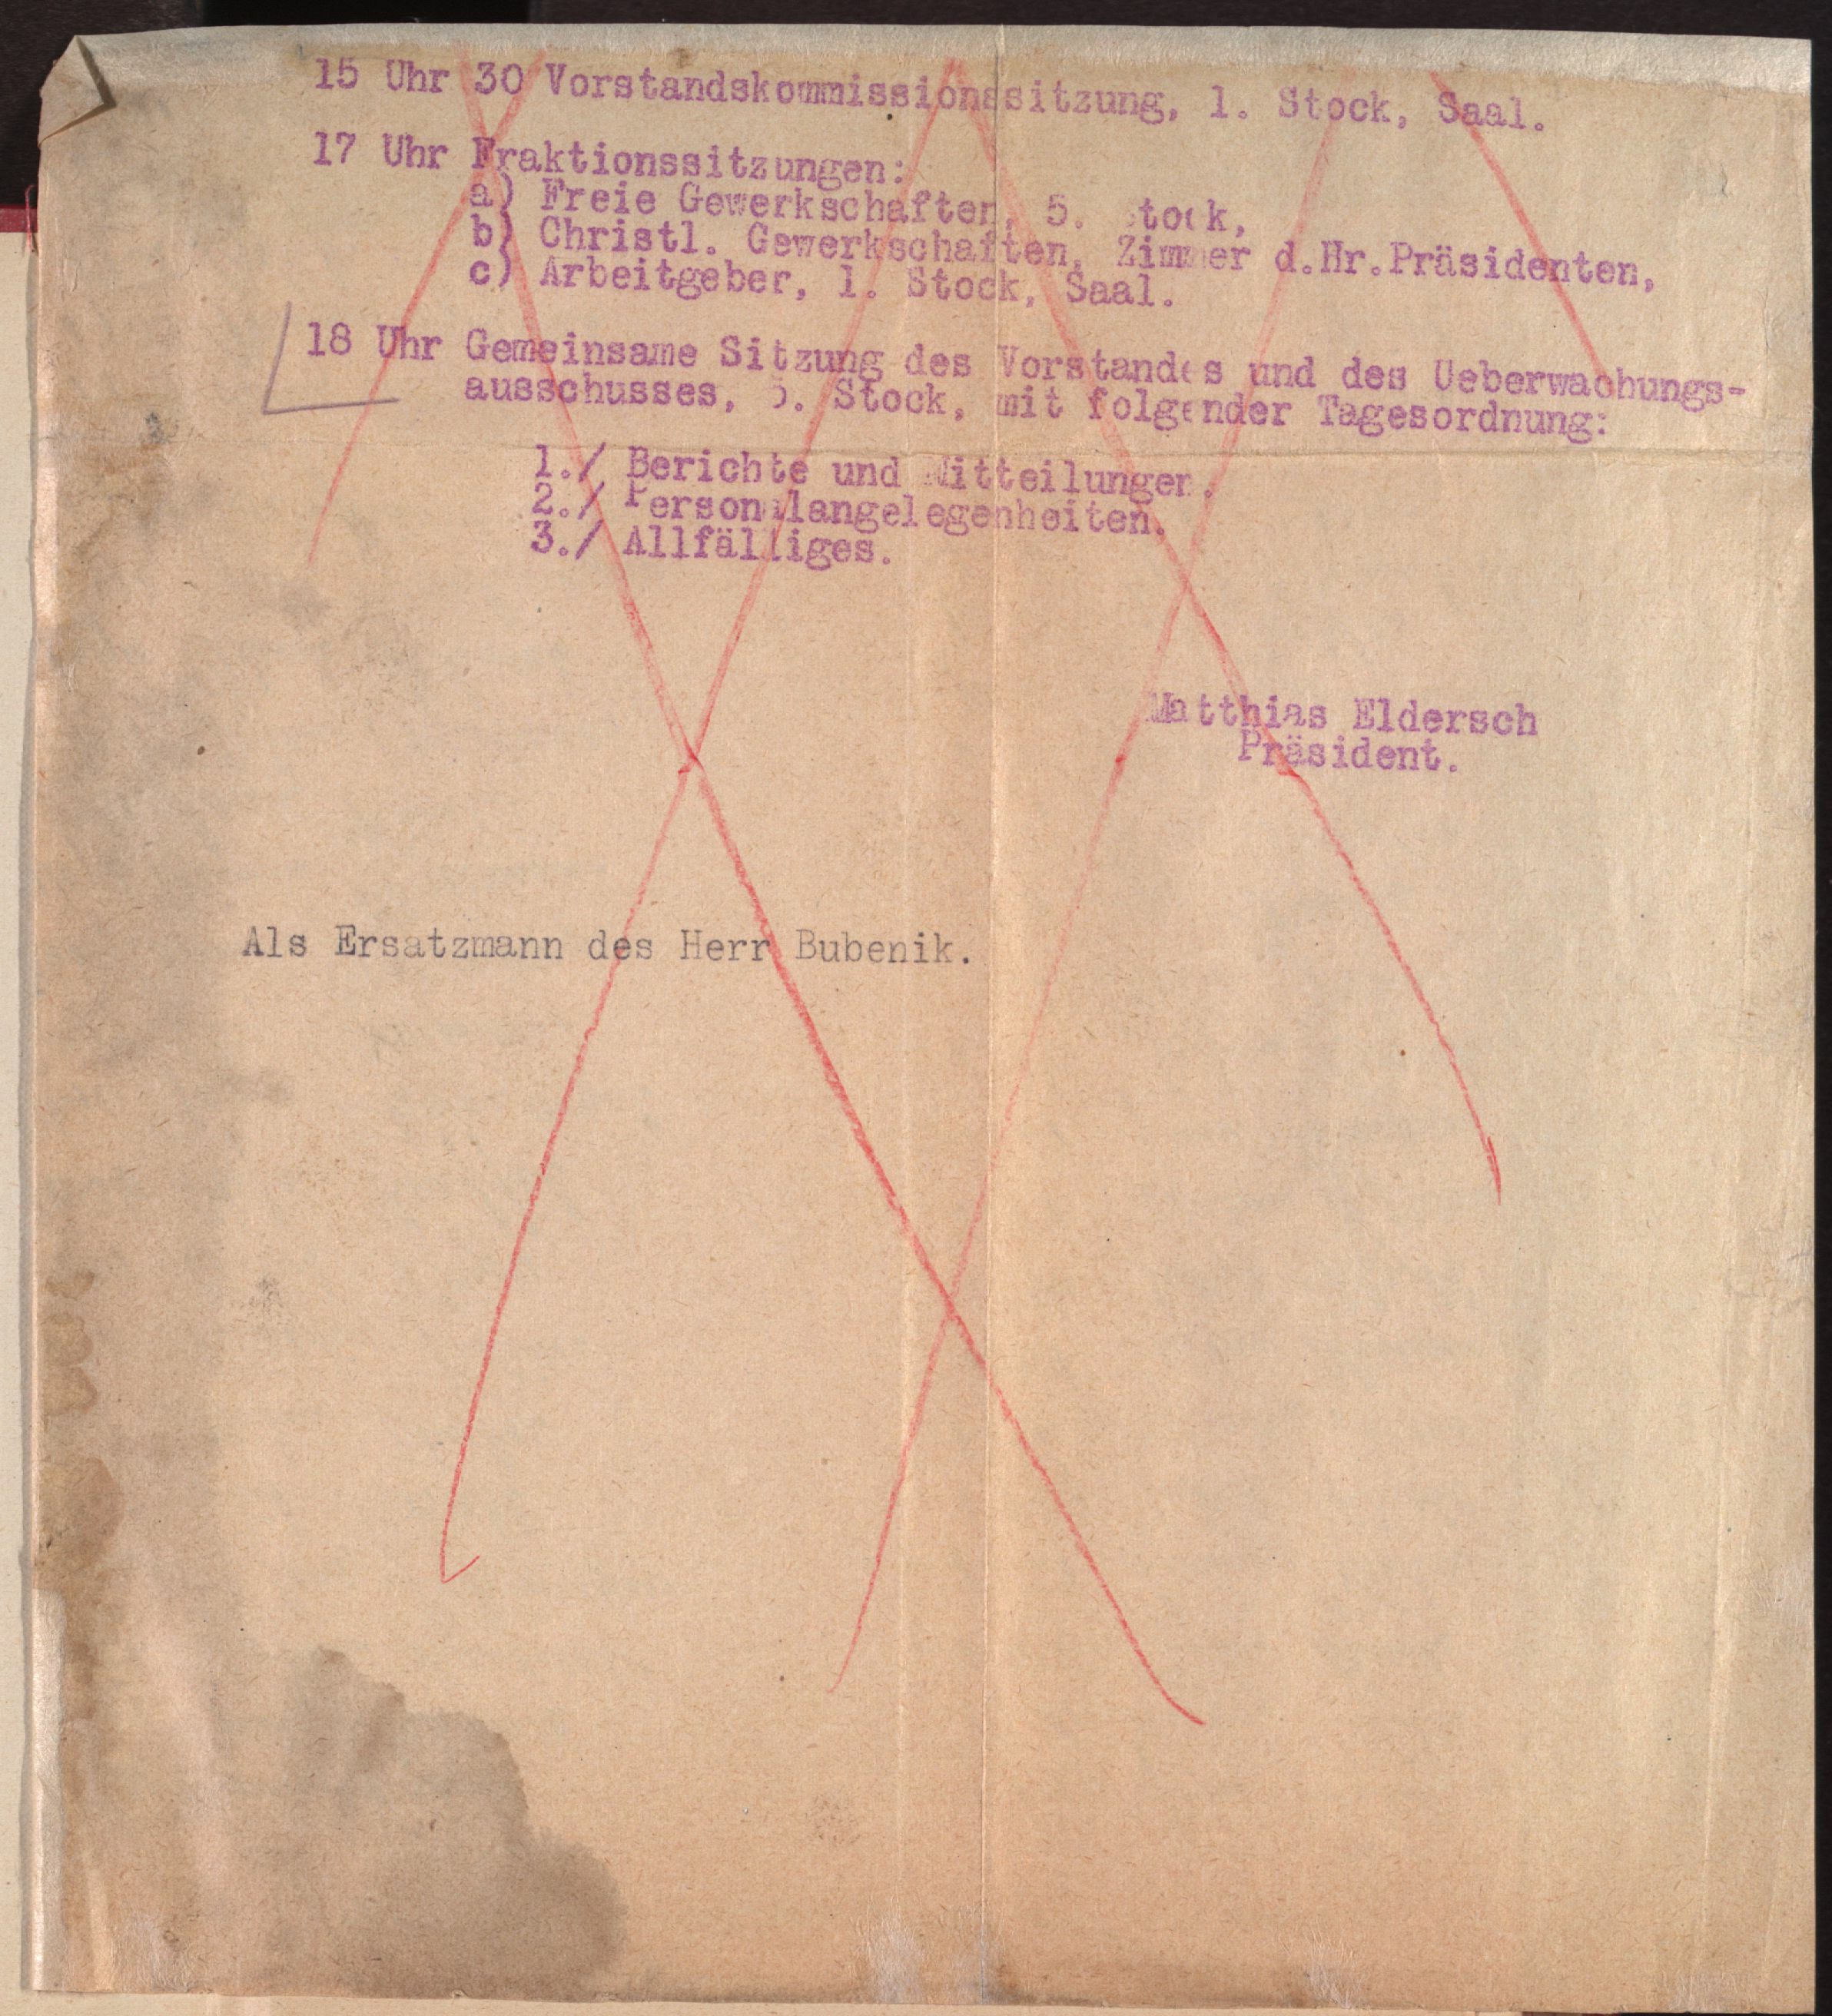 15 Uhr 30 Vorstandskommissionssitzung, 1. Stock, Saal.
17 Uhr Fraktionssitzungen:
a) Freie Gewerkschaften, 5. Stock,
b) Christl. Gewerkschaften, Zimmer d.Hr.Präsidenten,
c) Arbeitgeber, 1. Stock, Saal.
18 Uhr Gemeinsame Sitzung des Vorstandes und des Ueberwachungs-
ausschusses, 5. Stock, mit folgender Tagesordnung:
1./ Berichte und Mitteilungen.
2./ Personalangelegenheiten.
3./ Allfälliges.
Matthias Eldersch
Präsident.
Als Ersatzmann des Herr Bubenik.